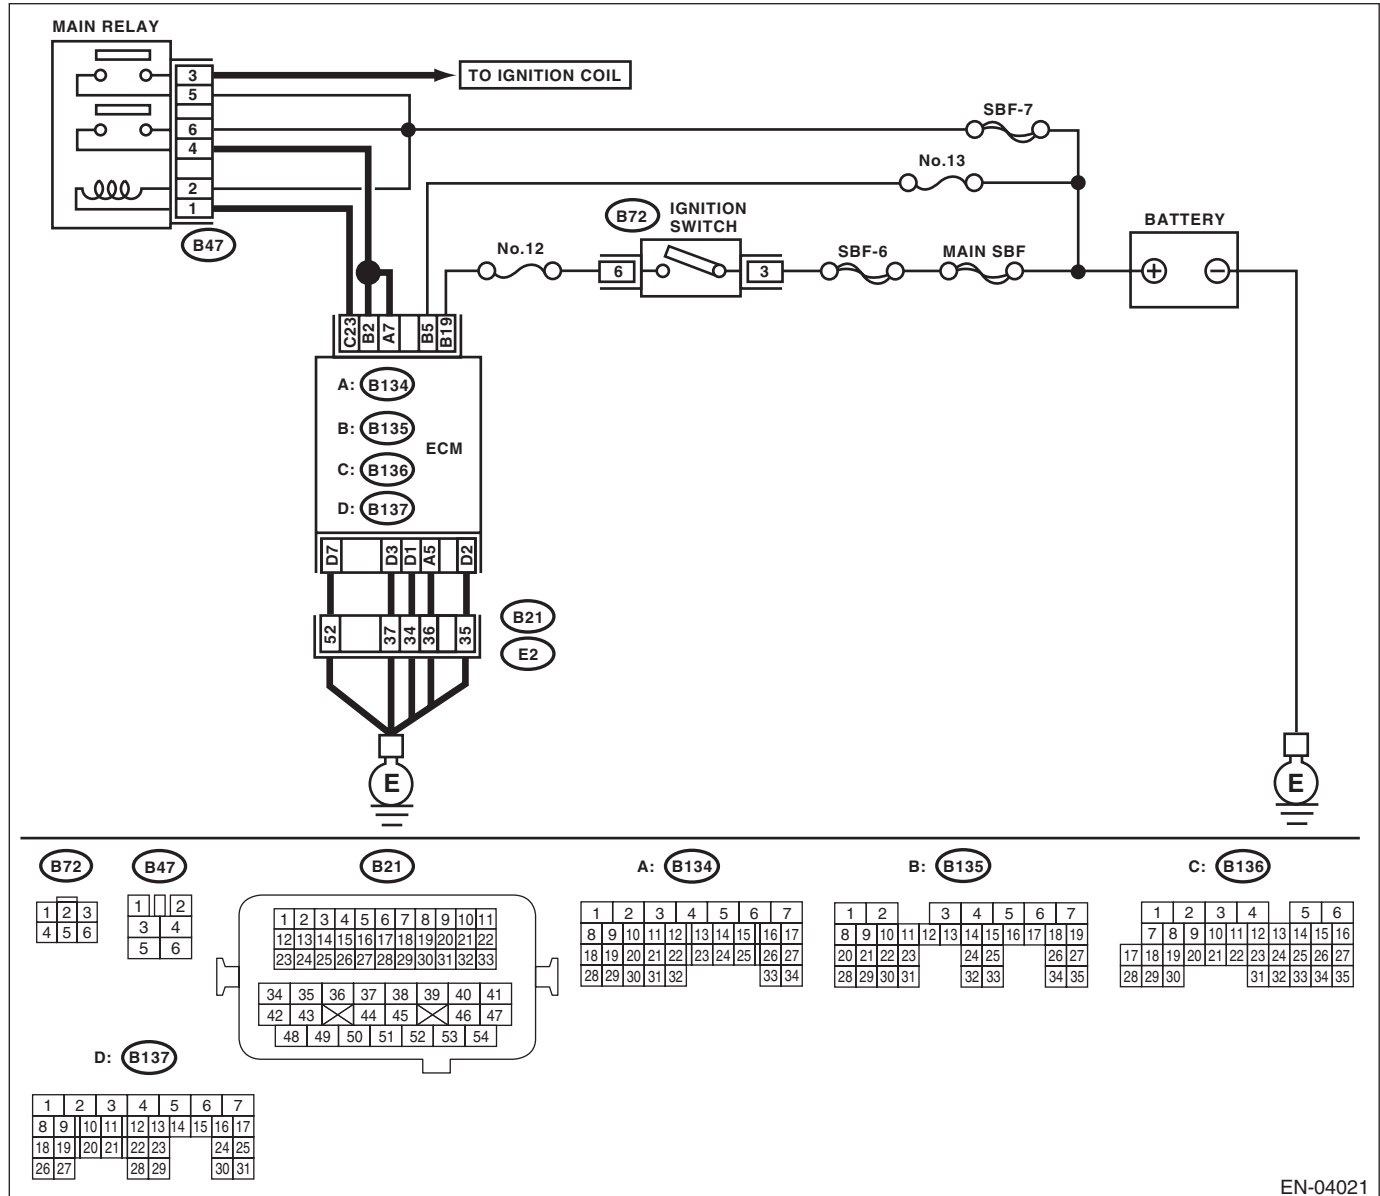 MAIN RELAY
3
TO IGNITION COIL
5
6
4
2
1
B47
SBF-7
No.13
B72
IGNITION
SWITCH
BATTERY
No.12
6
3
SBF-6
MAIN SBF
+
−
C23
B2
A7
B5
B19
A: B134
B: B135
ECM
C: B136
D: B137
D7
D3
D1
A5
D2
B21
52
37
34
36
35
E2
E
E
B72
1 2 3
4 5 6
B47
1 2
3 4
5 6
B21
1 2 3 4 5 6 7 8 9 10 11
12 13 14 15 16 17 18 19 20 21 22
23 24 25 26 27 28 29 30 31 32 33
34 35 36 37 38 39 40 41
42 43 44 45 46 47
48 49 50 51 52 53 54
A: B134
1 2 3 4 5 6 7
8 9 10 11 12 13 14 15 16 17
18 19 20 21 22 23 24 25 26 27
28 29 30 31 32 33 34
B: B135
1 2 3 4 5 6 7
8 9 10 11 12 13 14 15 16 17 18 19
20 21 22 23 24 25 26 27
28 29 30 31 32 33 34 35
C: B136
1 2 3 4 5 6
7 8 9 10 11 12 13 14 15 16
17 18 19 20 21 22 23 24 25 26 27
28 29 30 31 32 33 34 35
D: B137
1 2 3 4 5 6 7
8 9 10 11 12 13 14 15 16 17
18 19 20 21 22 23 24 25
26 27 28 29 30 31
EN-04021